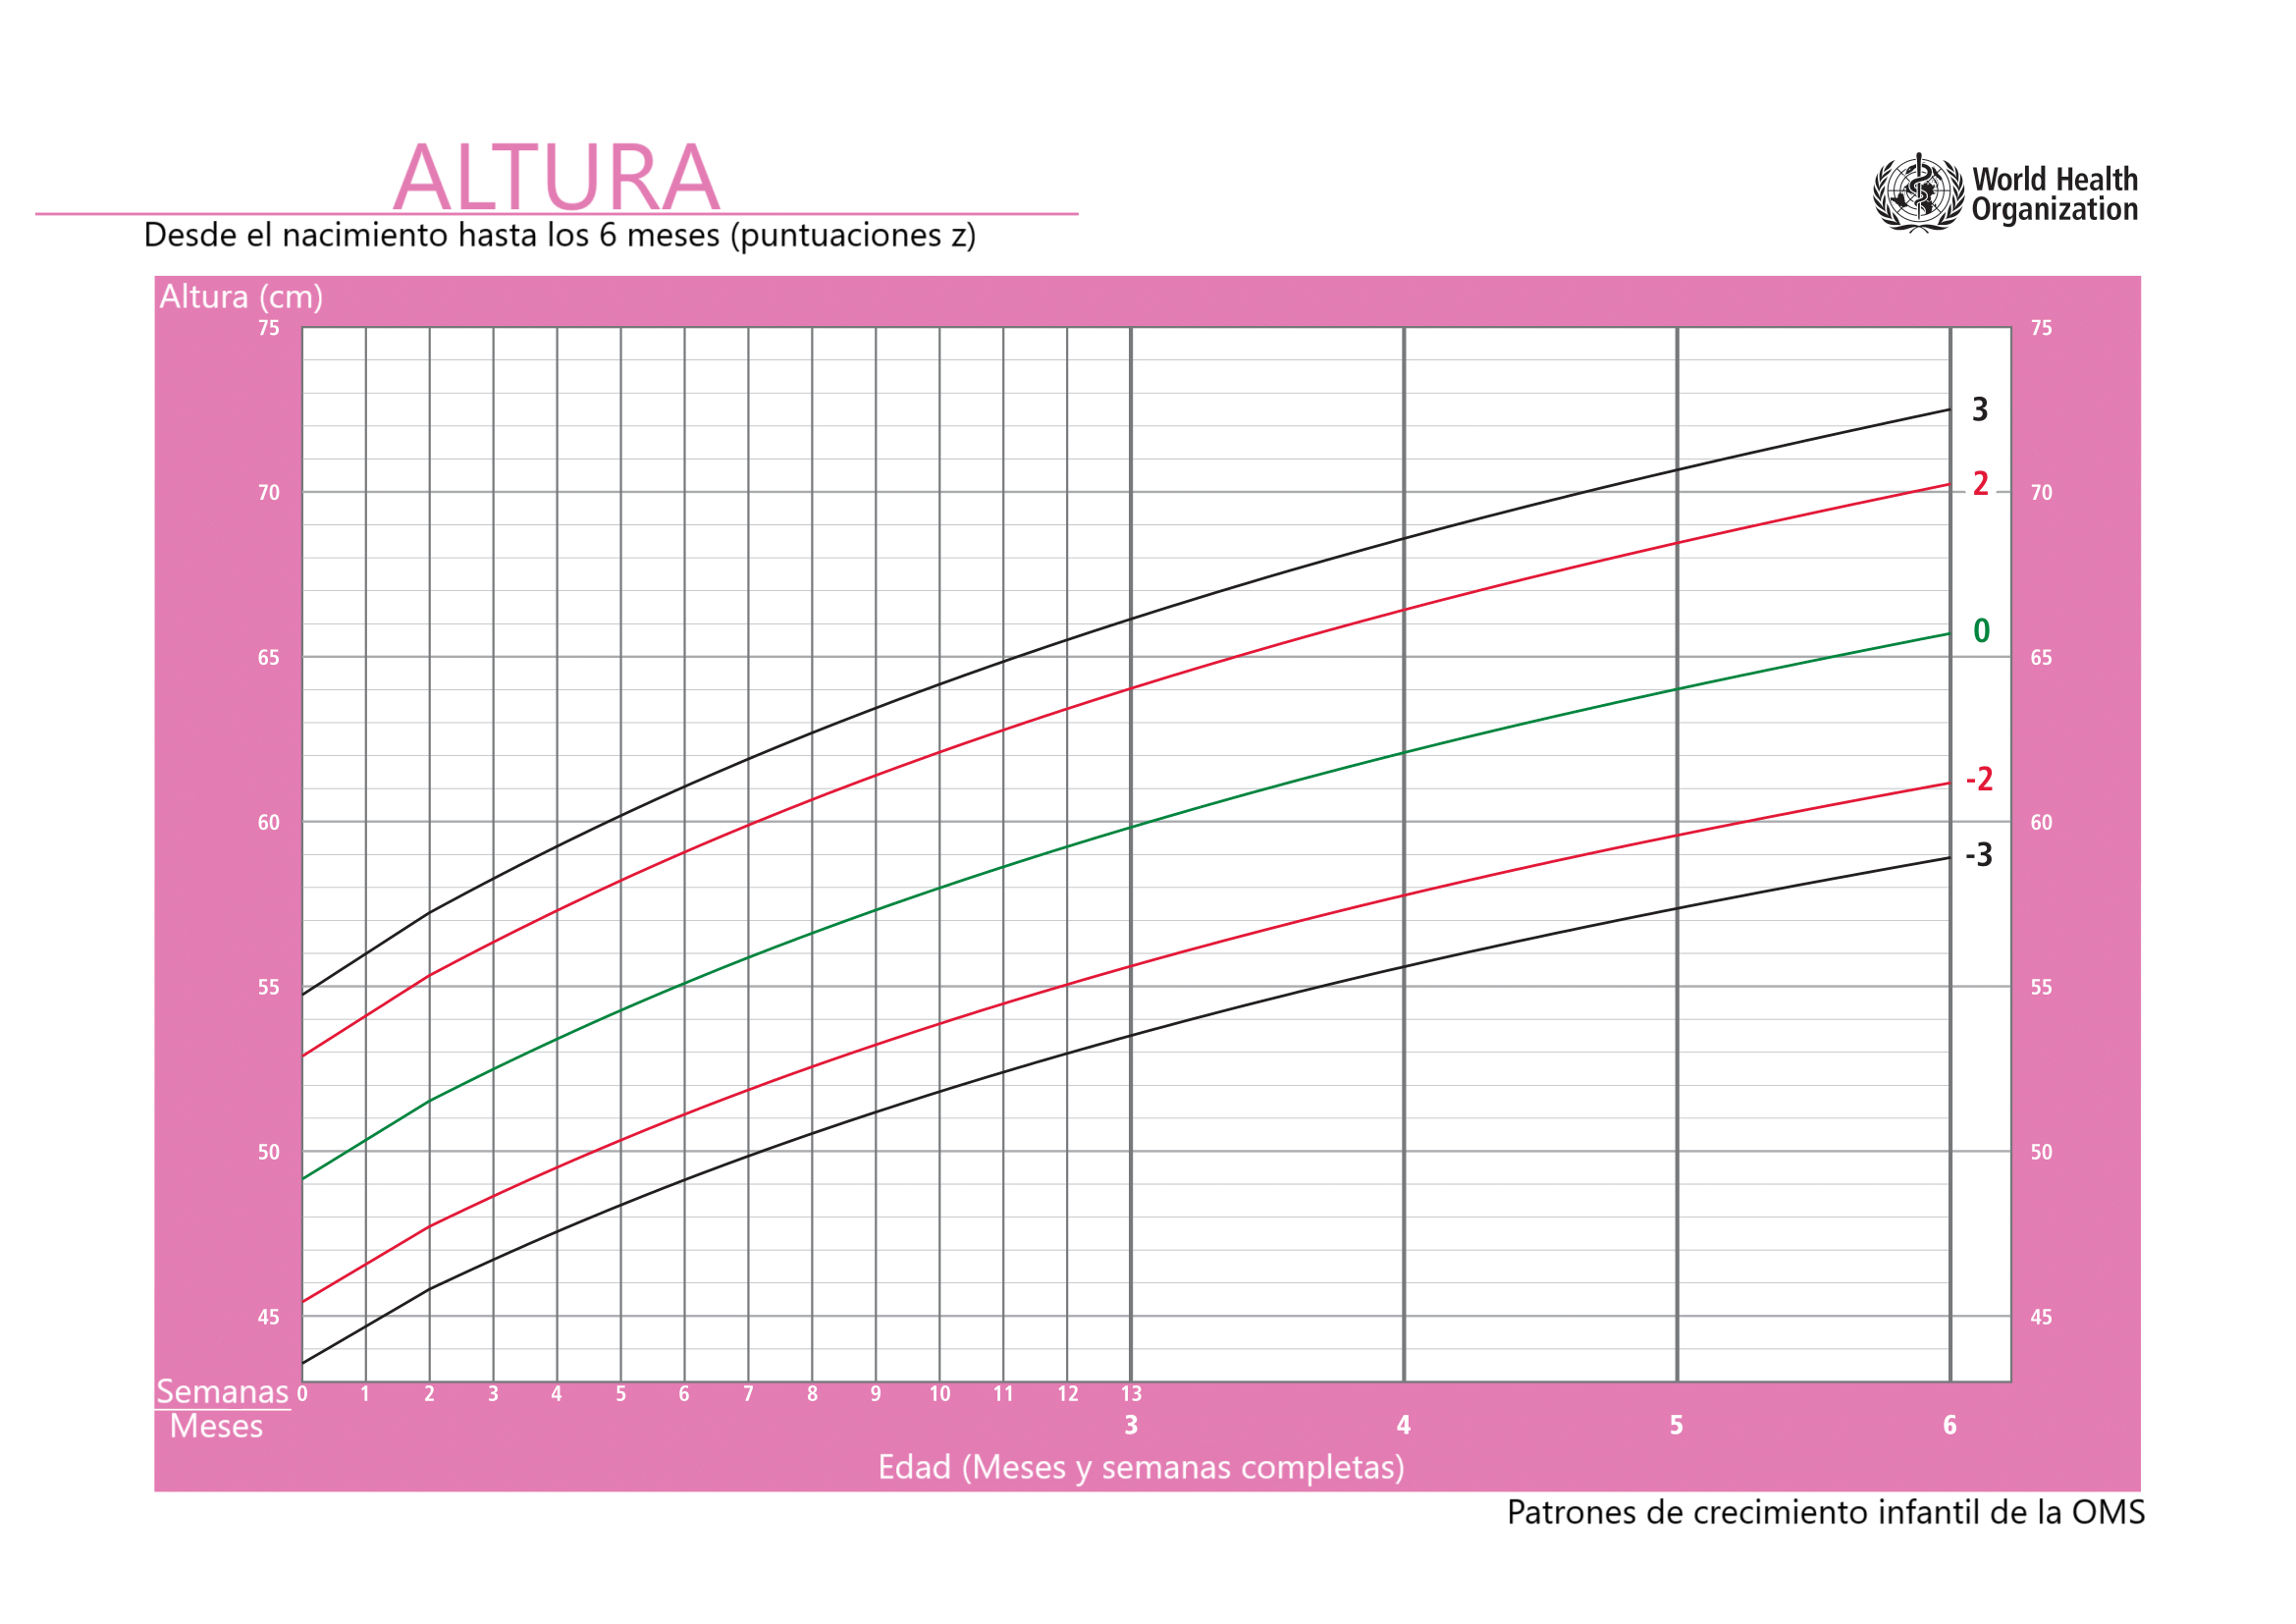 ALTURA
Desde el nacimiento hasta los 6 meses (puntuaciones z)
World Health
Organization
Altura (cm)
75 75
3
70 2 70
0
65 65
-2
60 60
-3
55 55
50 50
45 45
Semanas 0 1 2 3 4 5 6 7 8 9 10 11 12 13
Meses 3 4 5 6
Edad (Meses y semanas completas)
Patrones de crecimiento infantil de la OMS